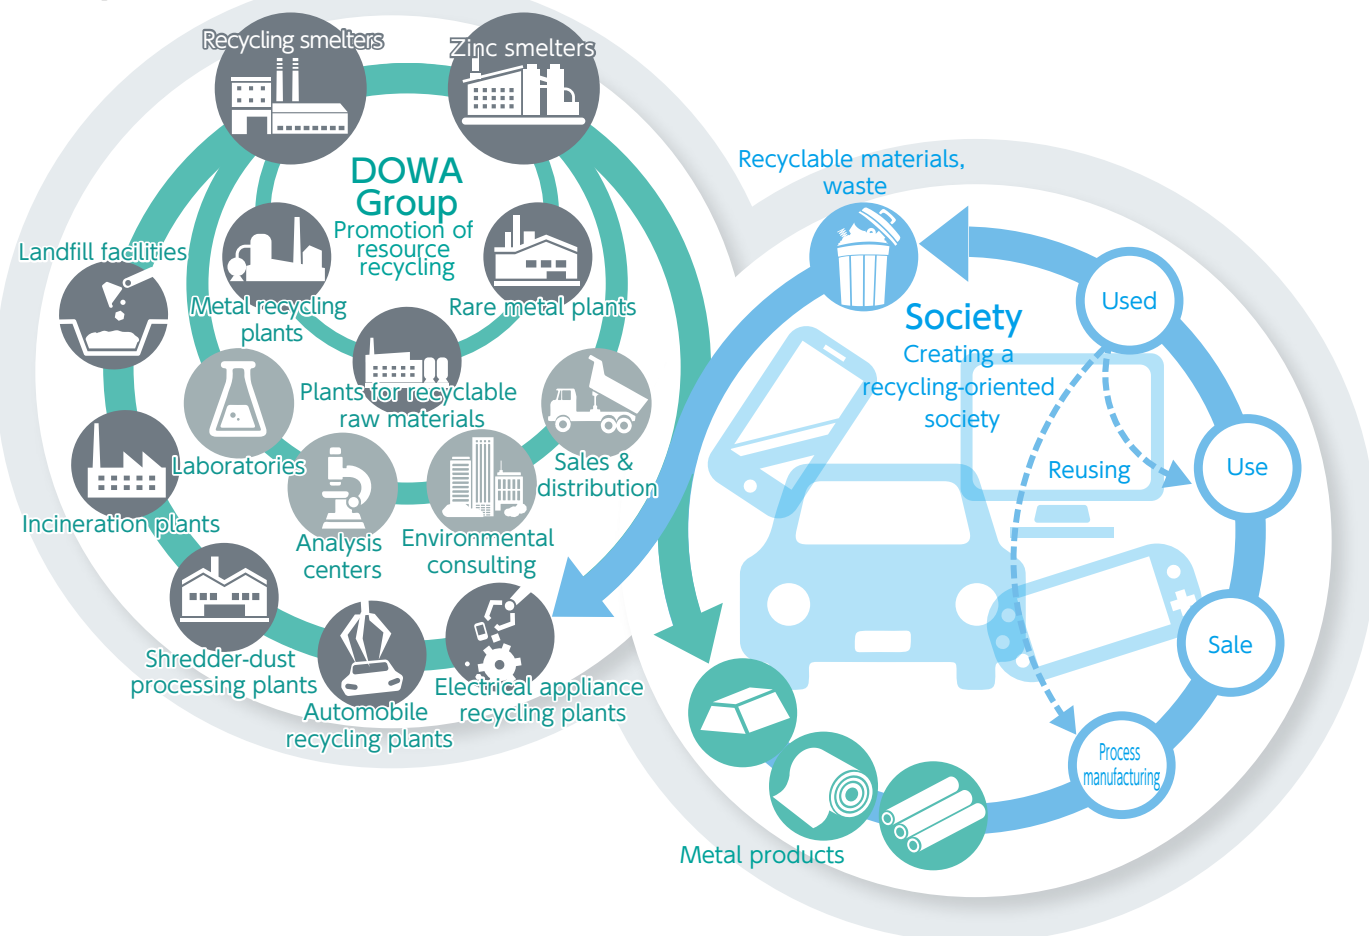 Recycling smelters
Zinc smelters
DOWA
Group
Promotion of
resource
recycling
Landfill facilities
Metal recycling
plants
Rare metal plants
Plants for recyclable
raw materials
Laboratories
Sales &
distribution
Incineration plants
Analysis
centers
Environmental
consulting
Shredder-dust
processing plants
Automobile
recycling plants
Electrical appliance
recycling plants
Recyclable materials,
waste
Society
Creating a
recycling-oriented
society
Used
Reusing
Use
Sale
Process
manufacturing
Metal products